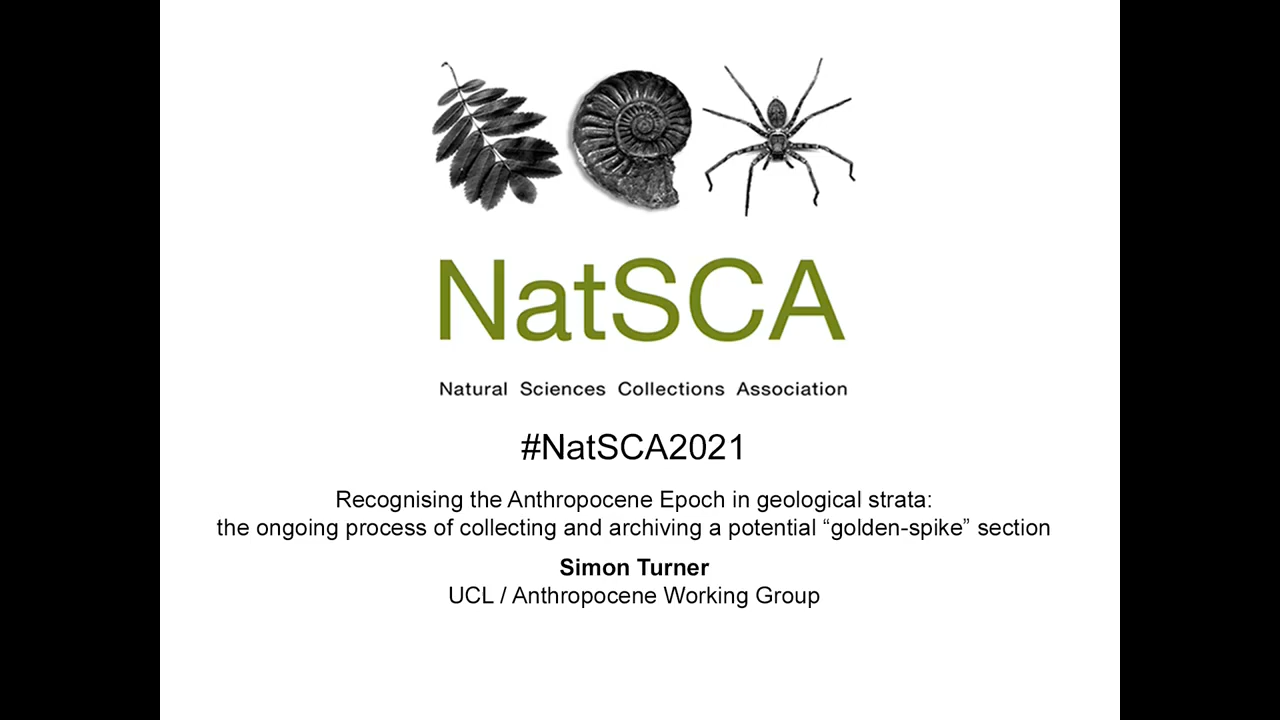 NatSCA
Natural Sciences Collections Association
#NatSCA2021
Recognising the Anthropocene Epoch in geological strata:
the ongoing process of collecting and archiving a potential “golden-spike” section
Simon Turner
UCL / Anthropocene Working Group